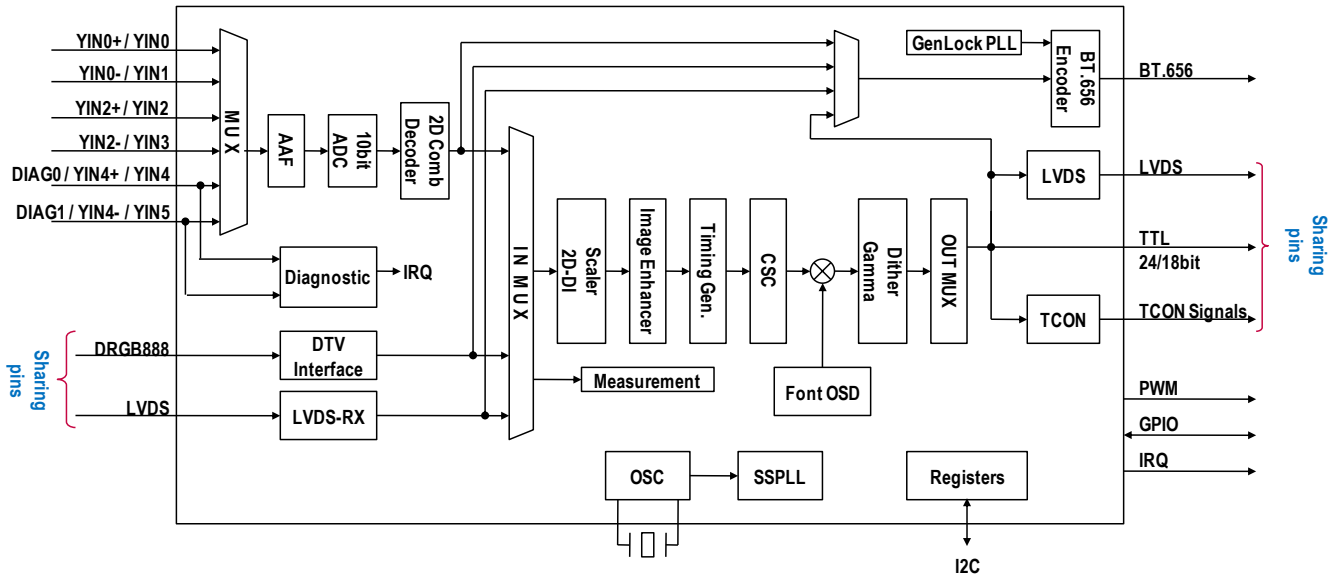 YIN0+ / YIN0
YIN0- / YIN1
YIN2+ / YIN2
YIN2- / YIN3
DIAG0 / YIN4+ / YIN4
DIAG1 / YIN4- / YIN5
MUX
AAF
10bit
ADC
2D Comb
Decoder
Diagnostic
IRQ
Sharing
pins
DRGB888
LVDS
DTV
Interface
LVDS-RX
IN MUX
Measurement
Scaler
2D-DI
Image Enhancer
Timing Gen.
CSC
Font OSD
Dither
Gamma
OUT MUX
GenLock PLL
BT.656
Encoder
BT.656
LVDS
LVDS
TTL
24/18bit
TCON
TCON Signals
Sharing
pins
PWM
GPIO
IRQ
OSC
SSPLL
Registers
I2C